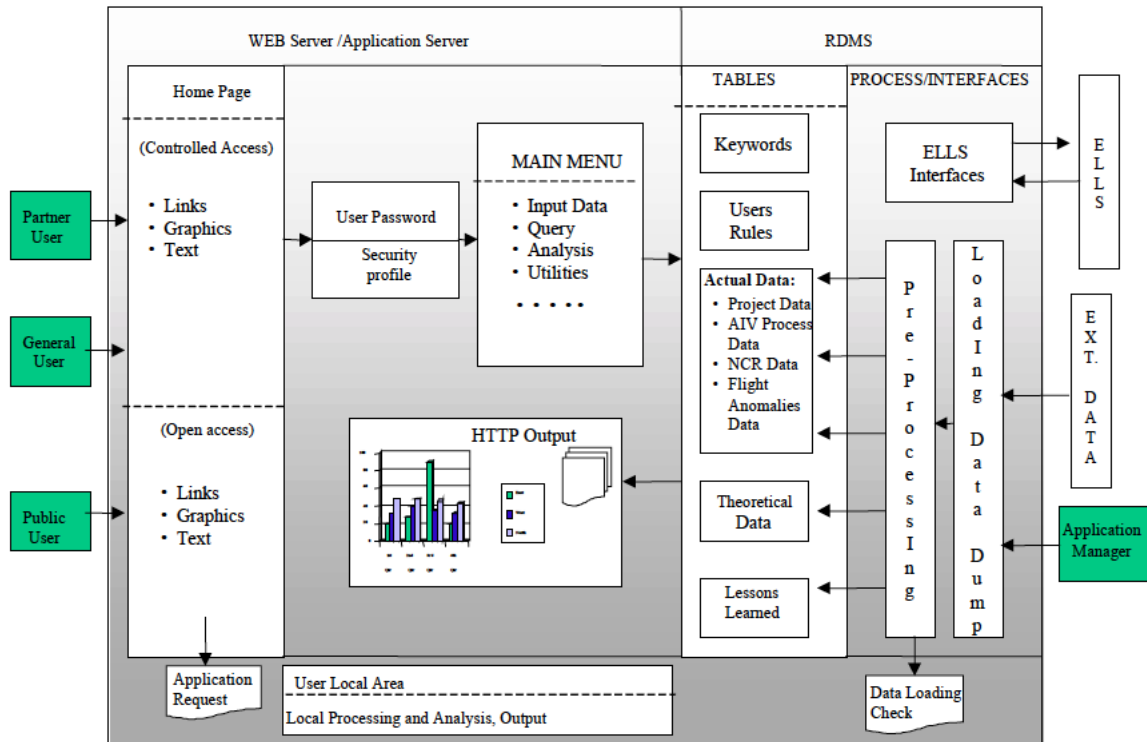 WEB Server /Application Server
RDMS
Home Page
(Controlled Access)
• Links
• Graphics
• Text
(Open access)
• Links
• Graphics
• Text
Partner
User
General
User
Public
User
User Password
Security
profile
MAIN MENU
• Input Data
• Query
• Analysis
• Utilities
• • • • •
HTTP Output
TABLES
Keywords
Users
Rules
Actual Data:
• Project Data
• AIV Process
Data
• NCR Data
• Flight
Anomalies
Data
Theoretical
Data
Lessons
Learned
PROCESS/INTERFACES
ELLS
Interfaces
Pre-ProcessIng
LoadIng Data Dump
ELLS
EXT. DATA
Application
Manager
Application
Request
User Local Area
Local Processing and Analysis, Output
Data Loading
Check